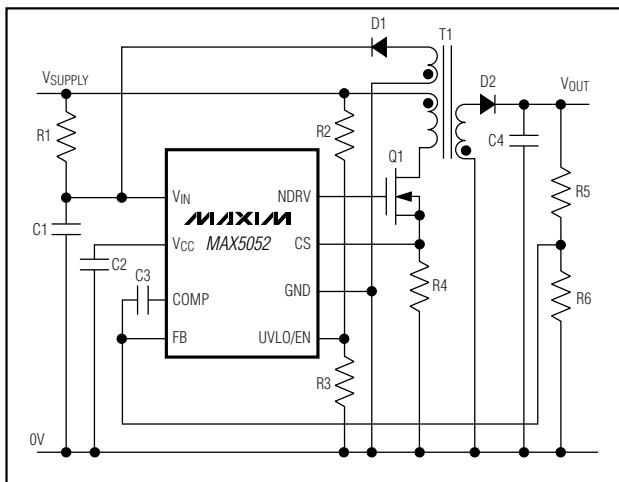 D1
T1
VSUPPLY
D2
VOUT
R1
R2
C4
Q1
R5
VIN
NDRV
MAXIM
C1
VCC
MAX5052
CS
C2
C3
R4
COMP
GND
R6
FB
UVLO/EN
R3
0V